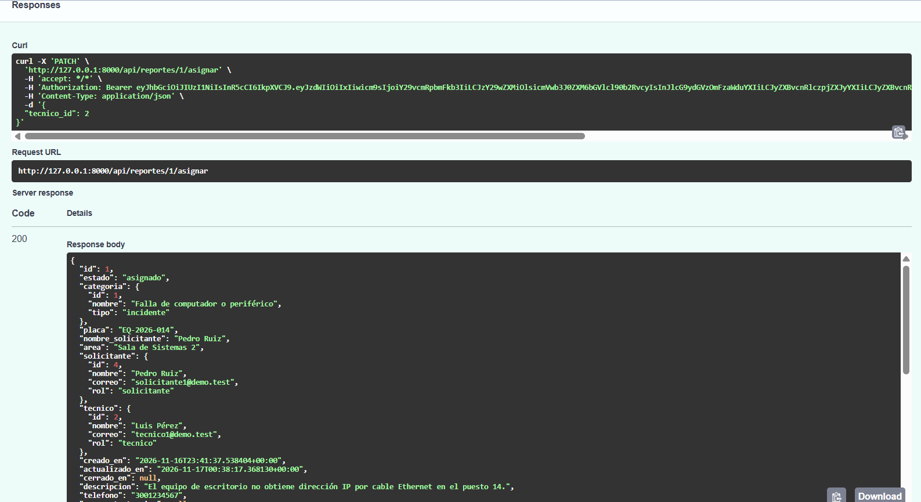 Responses
Curl
curl -X 'PATCH' \
'http://127.0.0.1:8000/api/reportes/1/asignar' \
-H 'accept: */*' \
-H 'Authorization: Bearer
-H 'Content-Type: application/json' \
-d '{
"tecnico_id": 2
}'
Request URL
http://127.0.0.1:8000/api/reportes/1/asignar
Server response
Code Details
200
Response body
{
"id": 1,
"estado": "asignado",
"categoria": {
"id": 1,
"nombre": "Falla de computador o periférico",
"tipo": "incidente"
},
"placa": "EQ-2026-014",
"nombre_solicitante": "Pedro Ruiz",
"area": "Sala de Sistemas 2",
"solicitante": {
"id": 4,
"nombre": "Pedro Ruiz",
"correo": "solicitante1@demo.test",
"rol": "solicitante"
},
"tecnico": {
"id": 2,
"nombre": "Luis Pérez",
"correo": "tecnico1@demo.test",
"rol": "tecnico"
},
"creado_en": "2026-11-16T23:41:37.538404+00:00",
"actualizado_en": "2026-11-17T00:38:17.368130+00:00",
"cerrado_en": null,
"descripcion": "El equipo de escritorio no obtiene dirección IP por cable Ethernet en el puesto 14.",
"telefono": "3001234567",
Download